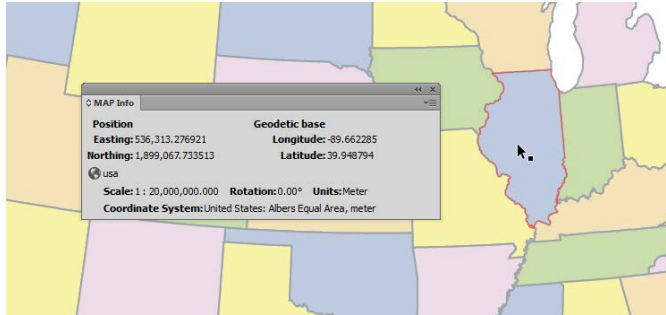 MAP Info
Position Geodetic base
Easting: 536,313.276921 Longitude: -89.662285
Northing: 1,899,067.733513 Latitude: 39.948794
usa
Scale: 1 : 20,000,000.000 Rotation: 0.00° Units: Meter
Coordinate System: United States: Albers Equal Area, meter